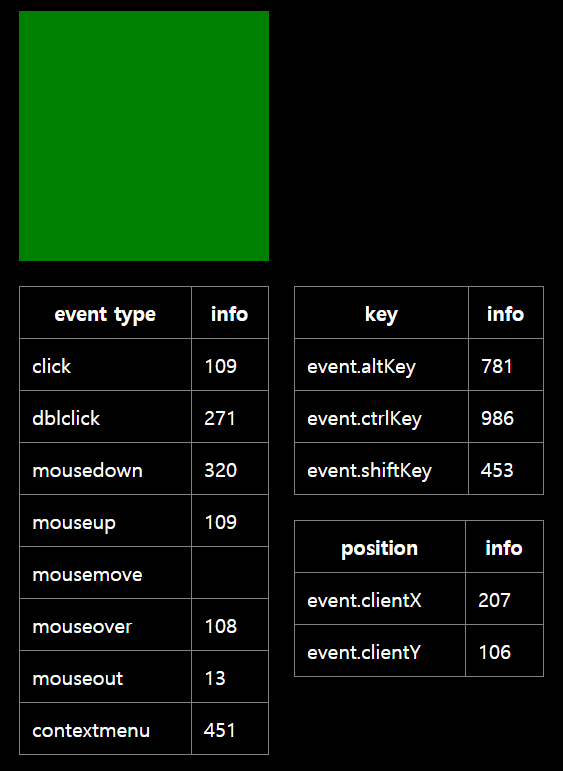 event type info
click 109
dblclick 271
mousedown 320
mouseup 109
mousemove
mouseover 108
mouseout 13
contextmenu 451
key info
event.altKey 781
event.ctrlKey 986
event.shiftKey 453
position info
event.clientX 207
event.clientY 106